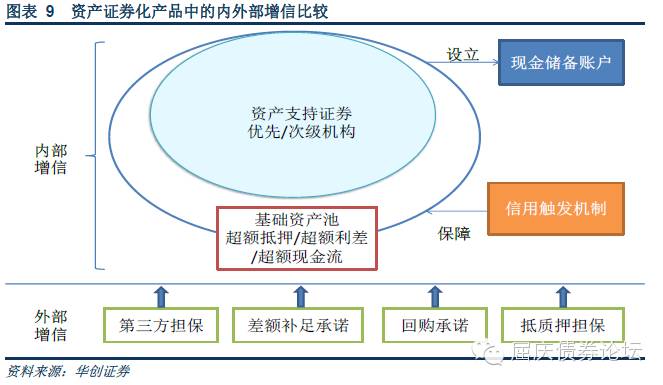 图表 9 资产证券化产品中的内外部增信比较
设立
现金储备账户
资产支持证券
优先/次级机构
内部
增信
信用触发机制
保障
基础资产池
超额抵押/超额利差
/超额现金流
外部
增信
第三方担保
差额补足承诺
回购承诺
抵质押担保
屈庆债券论坛
资料来源：华创证券